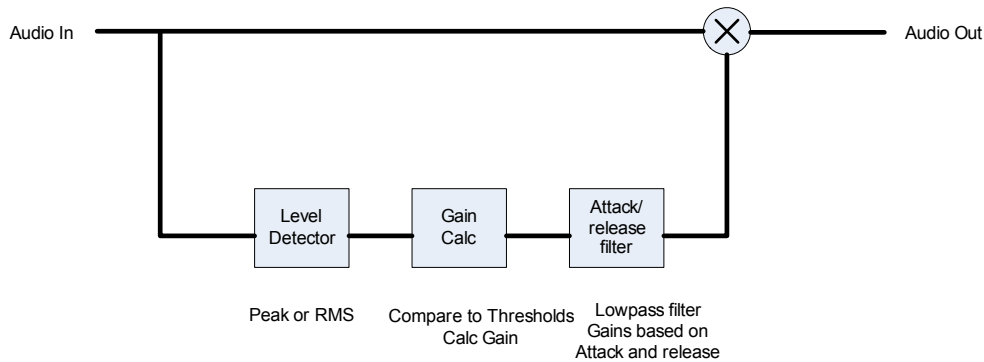 Audio In
Audio Out
Level
Detector
Gain
Calc
Attack/
release
filter
Peak or RMS
Compare to Thresholds
Calc Gain
Lowpass filter
Gains based on
Attack and release